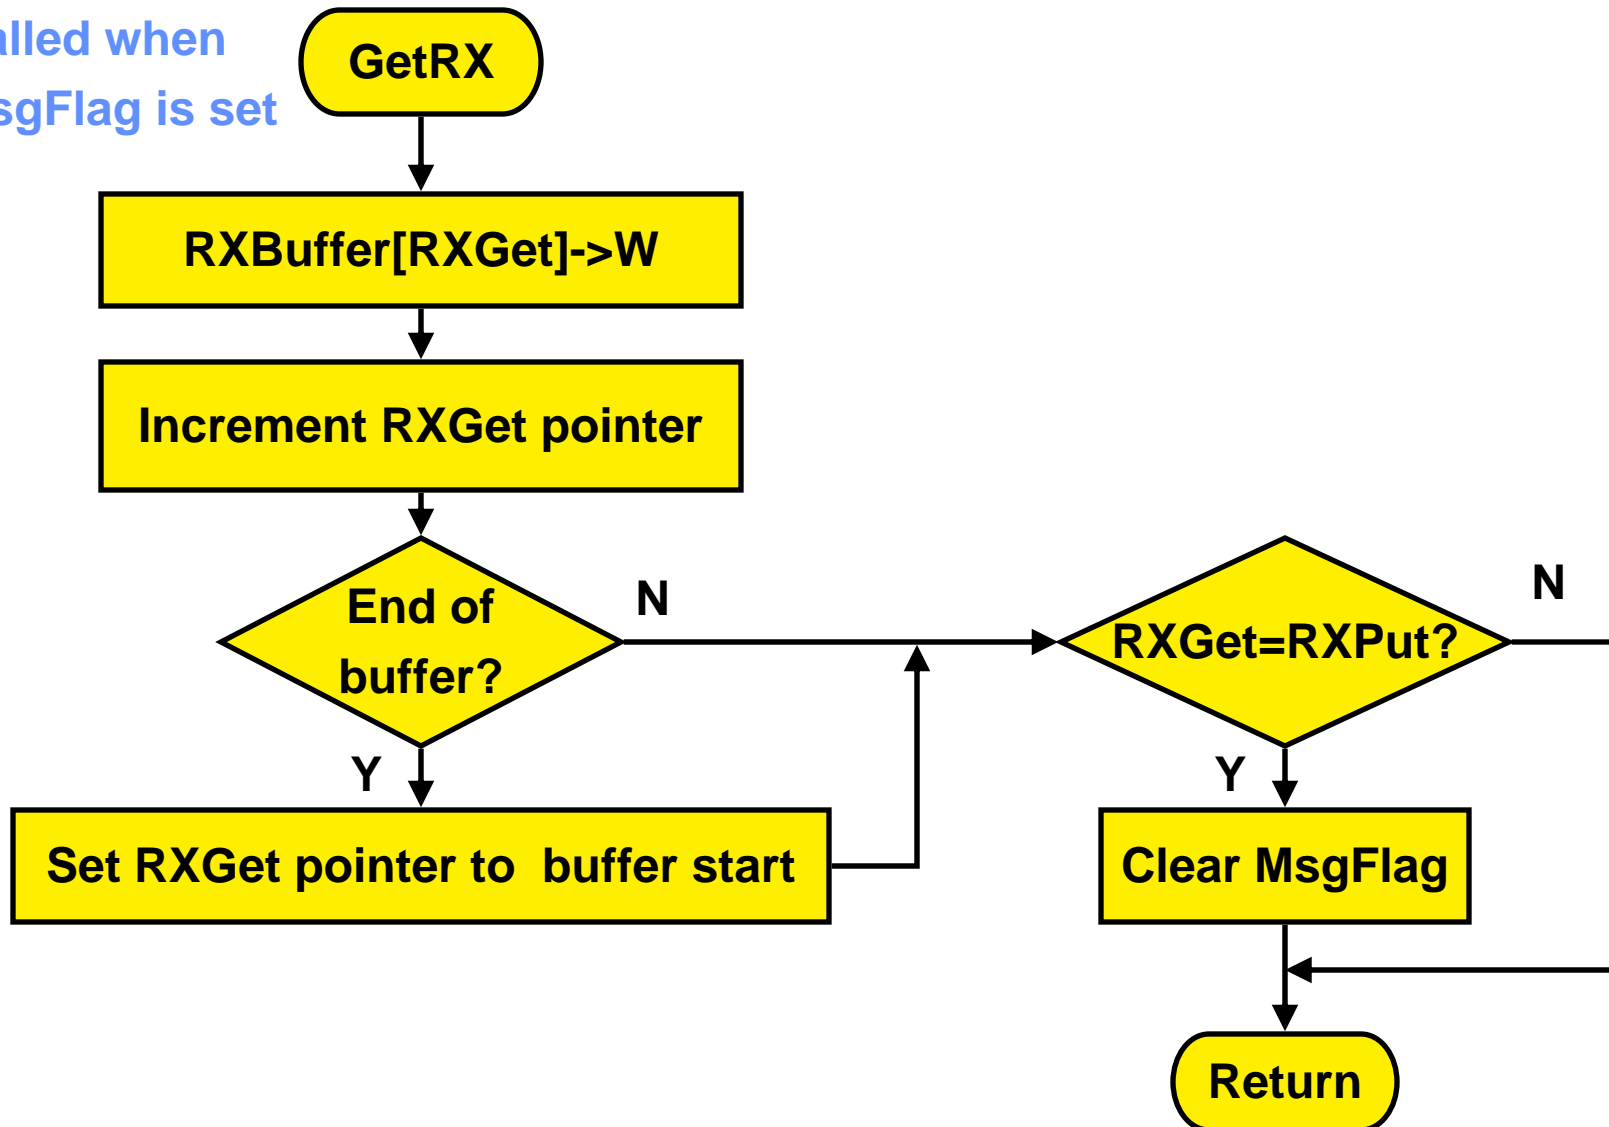 alled when
sgFlag is set
GetRX
RXBuffer[RXGet]->W
Increment RXGet pointer
End of
buffer?
N
Y
Set RXGet pointer to  buffer start
RXGet=RXPut?
N
Y
Clear MsgFlag
Return